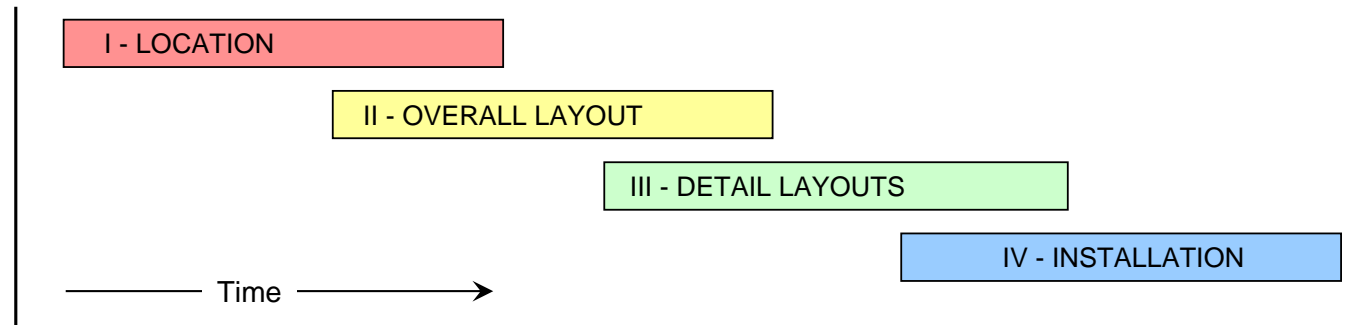 I - LOCATION
II - OVERALL LAYOUT
III - DETAIL LAYOUTS
IV - INSTALLATION
Time